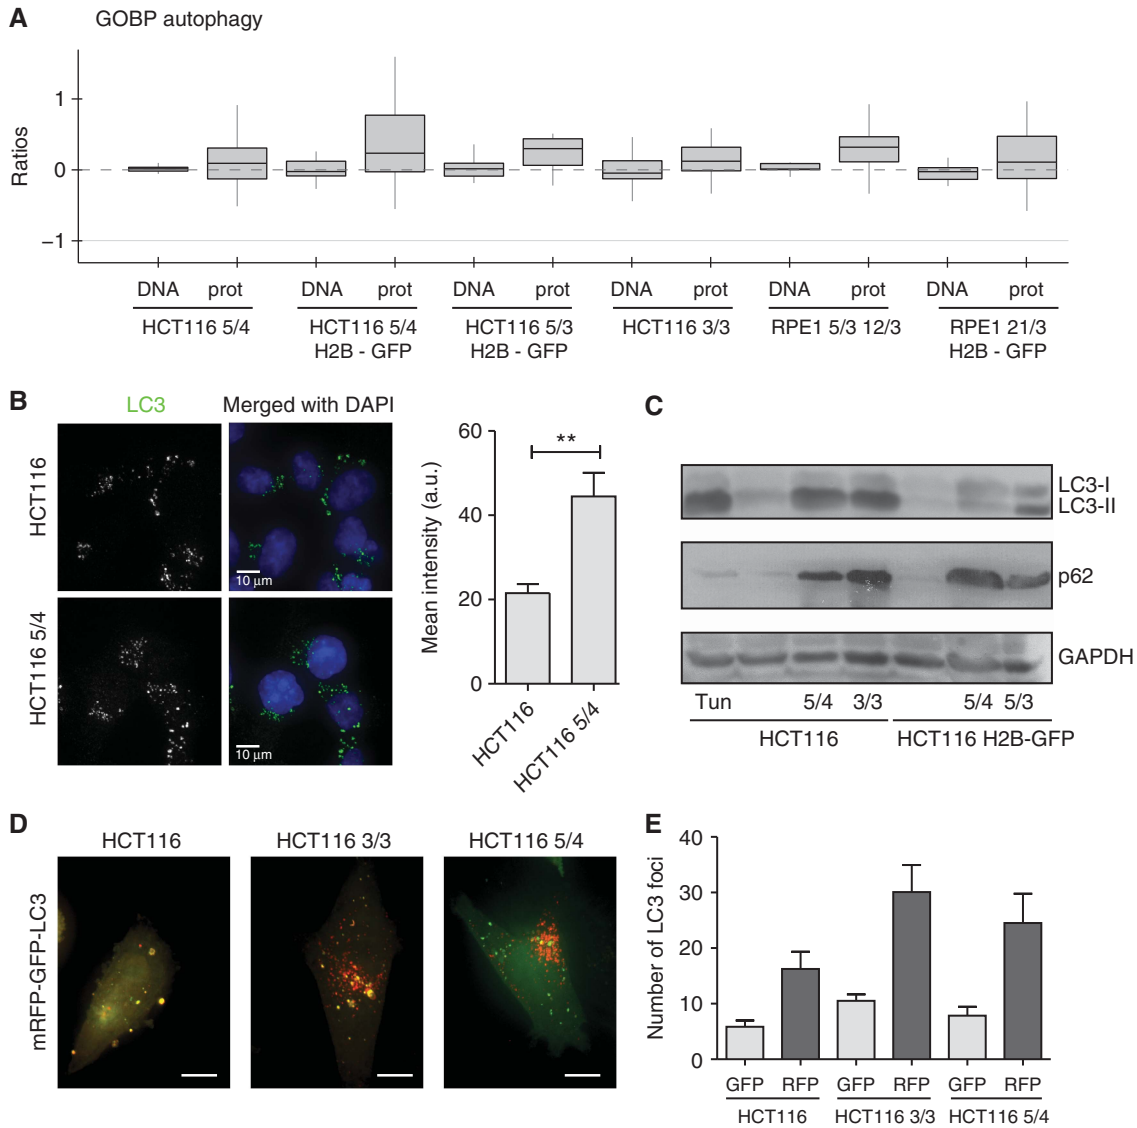 A
GOBP autophagy
Ratios
1
0
−1
DNA prot DNA prot DNA prot DNA prot DNA prot DNA prot
HCT116 5/4 HCT116 5/4 HCT116 5/3 HCT116 3/3 RPE1 5/3 12/3 RPE1 21/3
H2B - GFP H2B - GFP H2B - GFP
B
LC3 Merged with DAPI
HCT116
10 µm
HCT116 5/4
10 µm
Mean intensity (a.u.)
60
40
20
0
**
HCT116
HCT116 5/4
C
LC3-I
LC3-II
p62
GAPDH
Tun 5/4 3/3 5/4 5/3
HCT116 HCT116 H2B-GFP
D
HCT116 HCT116 3/3 HCT116 5/4
mRFP-GFP-LC3
E
Number of LC3 foci
40
30
20
10
0
GFP RFP GFP RFP GFP RFP
HCT116 HCT116 3/3 HCT116 5/4